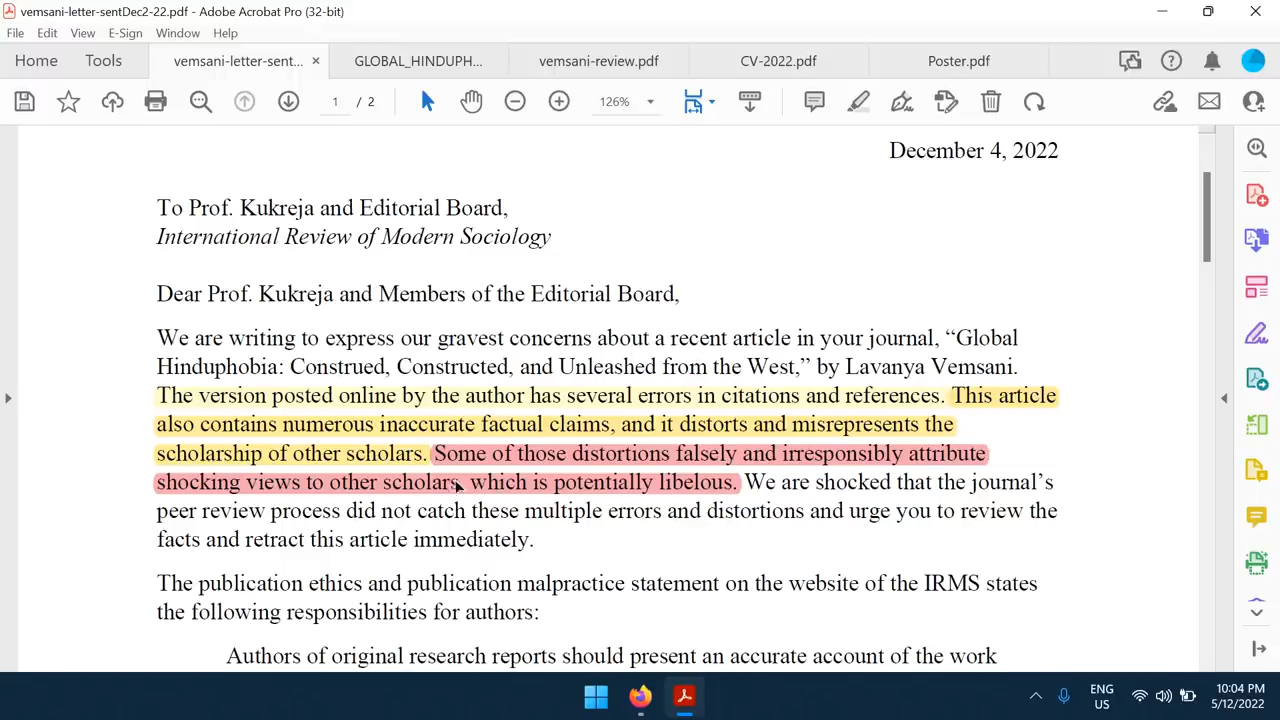 vemsani-letter-sentDec2-22.pdf - Adobe Acrobat Pro (32-bit)
File Edit View E-Sign Window Help
Home Tools vemsani-letter-sent... × GLOBAL_HINDUPH... vemsani-review.pdf CV-2022.pdf Poster.pdf
1 / 2 126%
December 4, 2022
To Prof. Kukreja and Editorial Board,
International Review of Modern Sociology
Dear Prof. Kukreja and Members of the Editorial Board,
We are writing to express our gravest concerns about a recent article in your journal, “Global
Hinduphobia: Construed, Constructed, and Unleashed from the West,” by Lavanya Vemsani.
The version posted online by the author has several errors in citations and references. This article
also contains numerous inaccurate factual claims, and it distorts and misrepresents the
scholarship of other scholars. Some of those distortions falsely and irresponsibly attribute
shocking views to other scholars, which is potentially libelous. We are shocked that the journal’s
peer review process did not catch these multiple errors and distortions and urge you to review the
facts and retract this article immediately.
The publication ethics and publication malpractice statement on the website of the IRMS states
the following responsibilities for authors:
Authors of original research reports should present an accurate account of the work
ENG
US
10:04 PM
5/12/2022